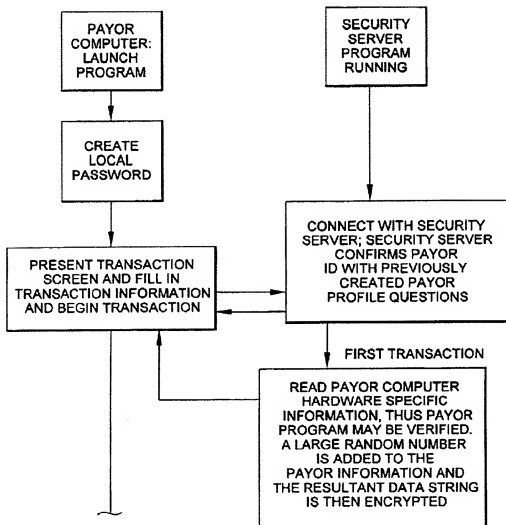 PAYOR
COMPUTER:
LAUNCH
PROGRAM
SECURITY
SERVER
PROGRAM
RUNNING
CREATE
LOCAL
PASSWORD
CONNECT WITH SECURITY
SERVER; SECURITY SERVER
CONFIRMS PAYOR
ID WITH PREVIOUSLY
CREATED PAYOR
PROFILE QUESTIONS
PRESENT TRANSACTION
SCREEN AND FILL IN
TRANSACTION INFORMATION
AND BEGIN TRANSACTION
FIRST TRANSACTION
READ PAYOR COMPUTER
HARDWARE SPECIFIC
INFORMATION, THUS PAYOR
PROGRAM MAY BE VERIFIED.
A LARGE RANDOM NUMBER
IS ADDED TO THE
PAYOR INFORMATION AND
THE RESULTANT DATA STRING
IS THEN ENCRYPTED